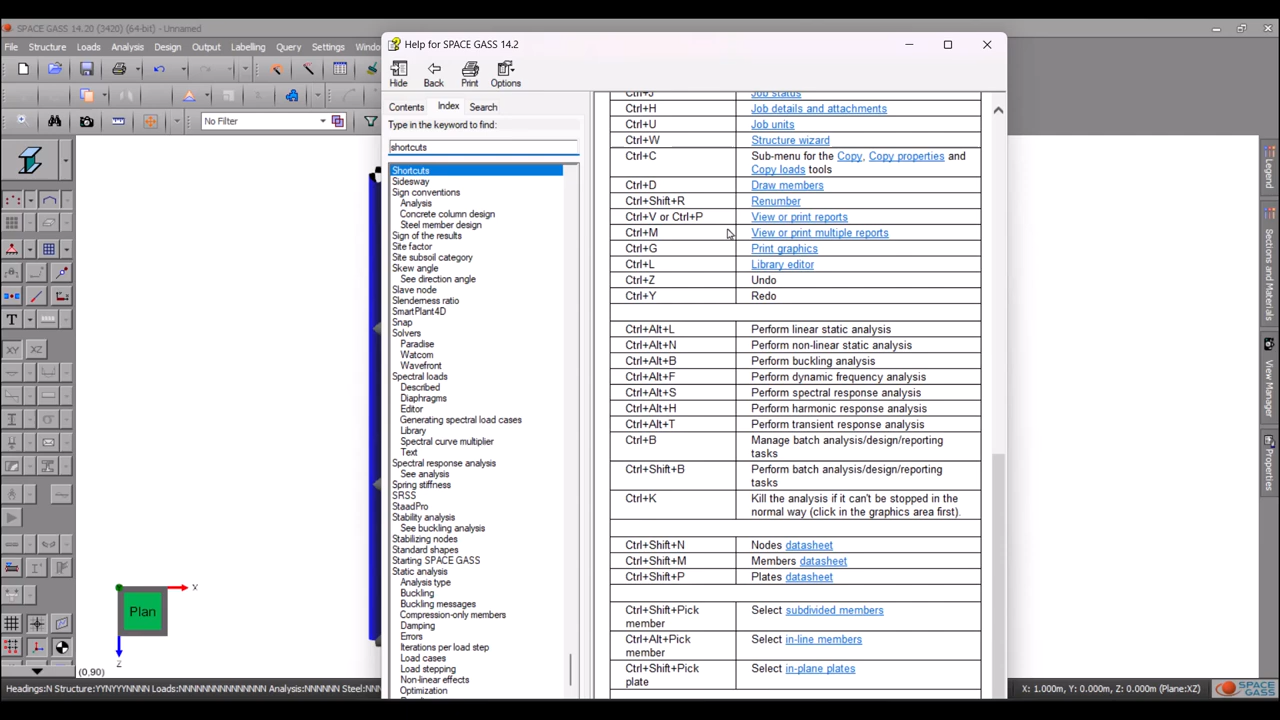 SPACE GASS 14.20 (3420) (64-bit) - Unnamed
File Structure Loads Analysis Design Output Labelling Query Settings Window
No Filter
Help for SPACE GASS 14.2
Hide Back Print Options
Contents Index Search
Type in the keyword to find:
shortcuts
Shortcuts
Sidesway
Sign conventions
Analysis
Concrete column design
Steel member design
Sign of the results
Site factor
Site subsoil category
Skew angle
See direction angle
Slave node
Slenderness ratio
SmartPlant4D
Snap
Solvers
Paradise
Watcom
Wavefront
Spectral loads
Described
Diaphragms
Editor
Generating spectral load cases
Library
Spectral curve multiplier
Text
Spectral response analysis
See analysis
Spring stiffness
SRSS
StaadPro
Stability analysis
See buckling analysis
Stabilizing nodes
Standard shapes
Starting SPACE GASS
Static analysis
Analysis type
Buckling
Buckling messages
Compression-only members
Damping
Errors
Iterations per load step
Load cases
Load stepping
Non-linear effects
Optimization
Ctrl+J Job status
Ctrl+H Job details and attachments
Ctrl+U Job units
Ctrl+W Structure wizard
Ctrl+C Sub-menu for the Copy, Copy properties and
Copy loads tools
Ctrl+D Draw members
Ctrl+Shift+R Renumber
Ctrl+V or Ctrl+P View or print reports
Ctrl+M View or print multiple reports
Ctrl+G Print graphics
Ctrl+L Library editor
Ctrl+Z Undo
Ctrl+Y Redo
Ctrl+Alt+L Perform linear static analysis
Ctrl+Alt+N Perform non-linear static analysis
Ctrl+Alt+B Perform buckling analysis
Ctrl+Alt+F Perform dynamic frequency analysis
Ctrl+Alt+S Perform spectral response analysis
Ctrl+Alt+H Perform harmonic response analysis
Ctrl+Alt+T Perform transient response analysis
Ctrl+B Manage batch analysis/design/reporting
tasks
Ctrl+Shift+B Perform batch analysis/design/reporting
tasks
Ctrl+K Kill the analysis if it can't be stopped in the
normal way (click in the graphics area first).
Ctrl+Shift+N Nodes datasheet
Ctrl+Shift+M Members datasheet
Ctrl+Shift+P Plates datasheet
Ctrl+Shift+Pick Select subdivided members
member
Ctrl+Alt+Pick Select in-line members
member
Ctrl+Shift+Pick Select in-plane plates
plate
Legend
Sections and Materials
View Manager
Properties
T
XY XZ
Plan
X
Z
(0,90)
X: 1.000m, Y: 0.000m, Z: 0.000m (Plane:XZ) SPACE GASS